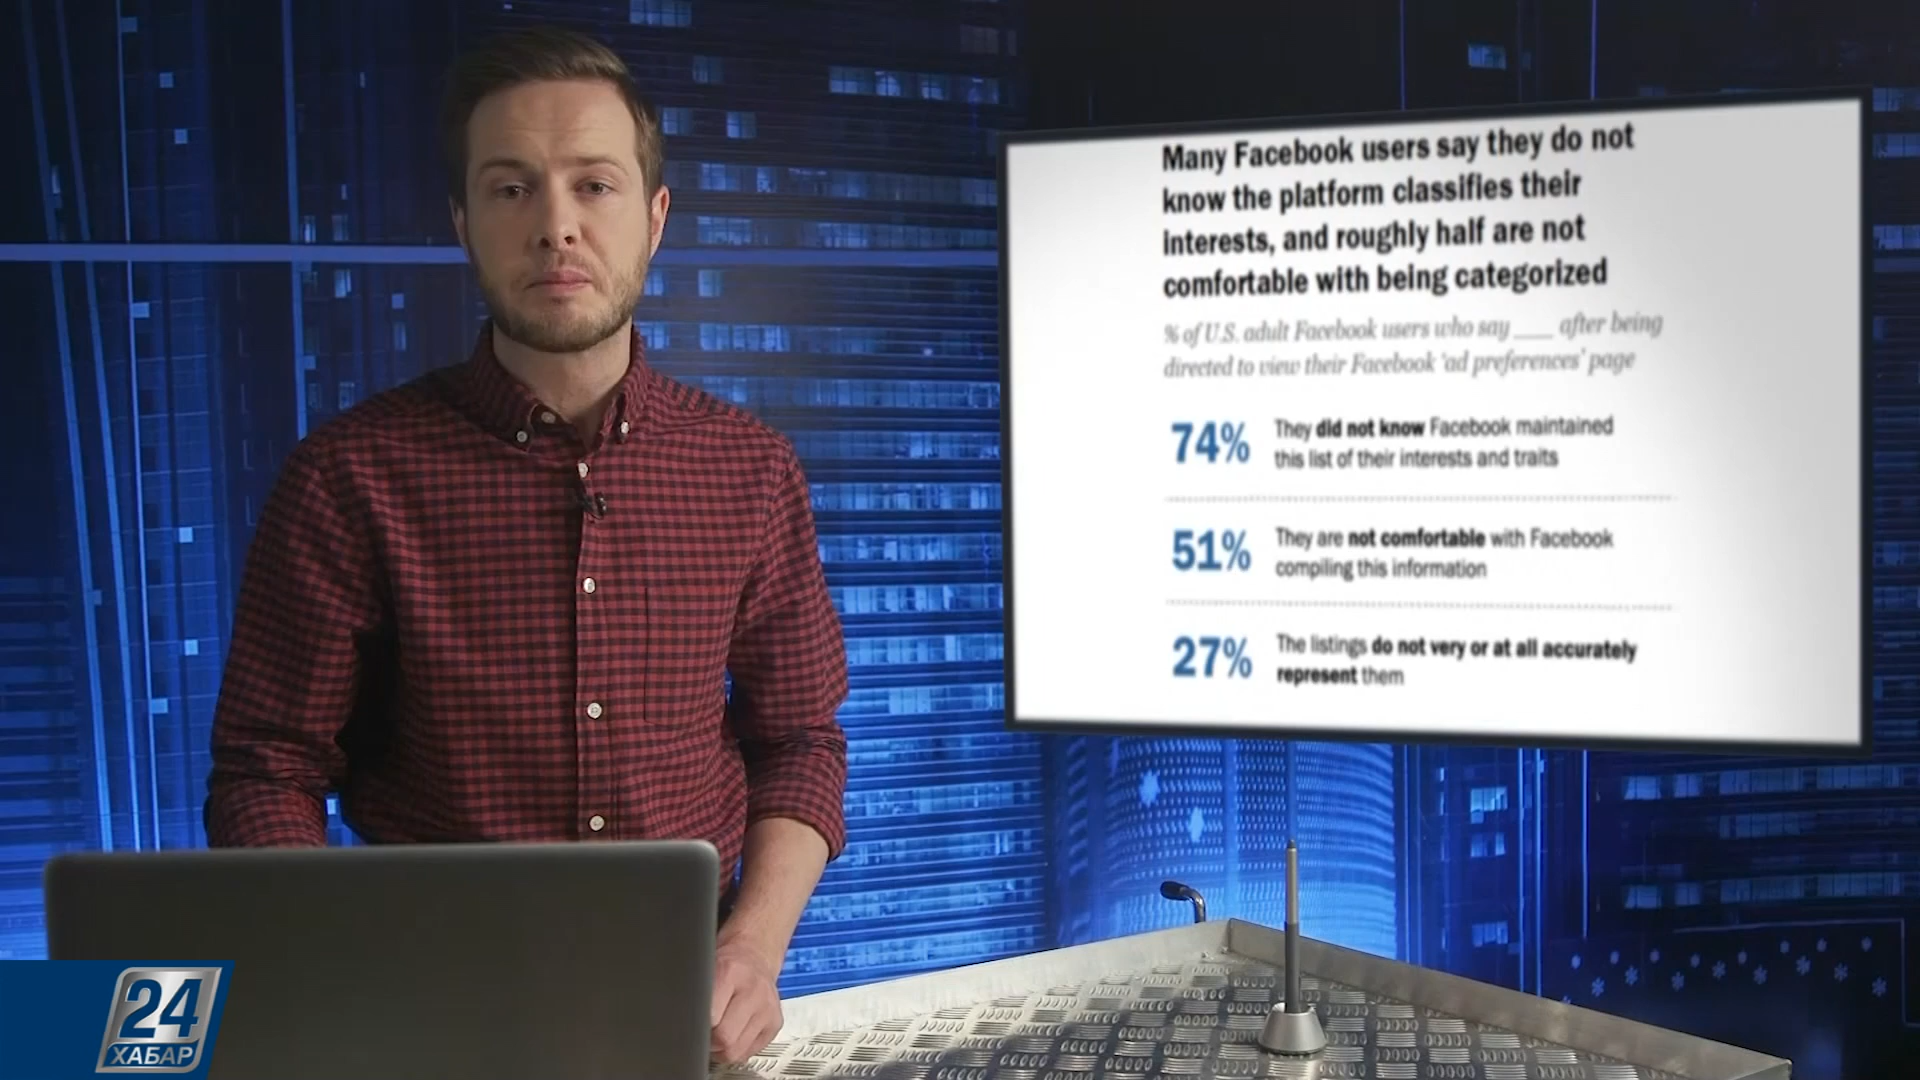 Many Facebook users say they do not
know the platform classifies their
interests, and roughly half are not
comfortable with being categorized
% of U.S. adult Facebook users who say ____ after being
directed to view their Facebook 'ad preferences' page
74% They did not know Facebook maintained
this list of their interests and traits
51% They are not comfortable with Facebook
compiling this information
27% The listings do not very or at all accurately
represent them
24
ХАБАР